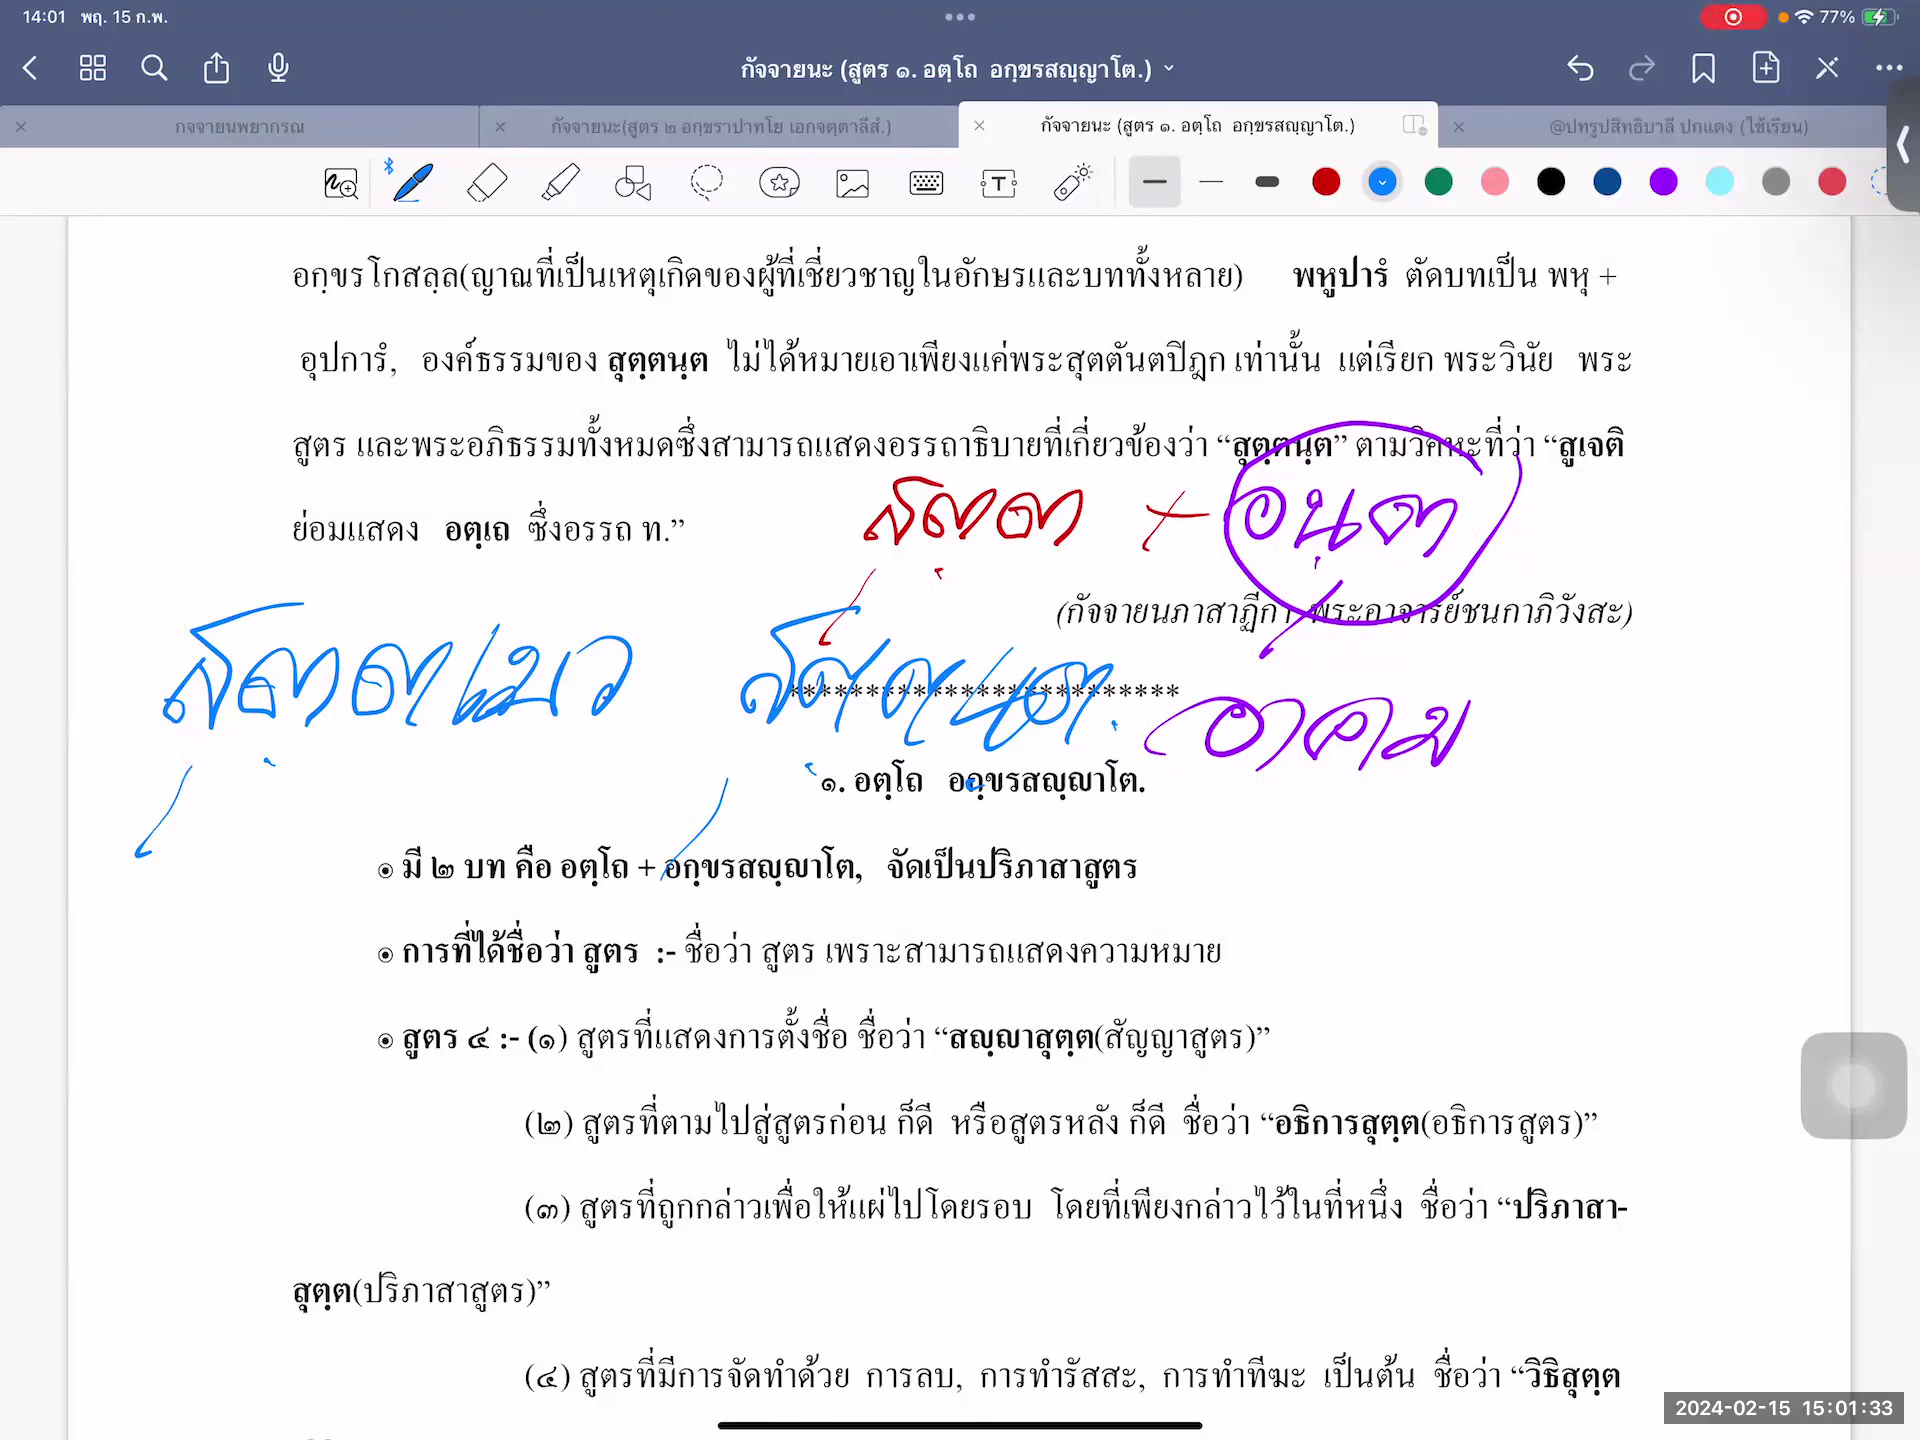 14:01 พฤ. 15 ก.พ.
77%
กัจจายนะ (สูตร ๑. อตฺโถ อกฺขรสญฺญาโต.)
กจจายนพยากรณ
กัจจายนะ(สูตร ๒ อกฺขราปาทโย เอกจตฺตาลีสํ.)
กัจจายนะ (สูตร ๑. อตฺโถ อกฺขรสญฺญาโต.)
@ปทรูปสิทธิบาลี ปกแดง (ใช้เรียน)
อกฺขรโกสลฺล(ญาณที่เป็นเหตุเกิดของผู้ที่เชี่ยวชาญในอักษรและบททั้งหลาย) พหูปารํ ตัดบทเป็น พหุ +
อุปการํ, องค์ธรรมของ สุตฺตนฺต ไม่ได้หมายเอาเพียงแค่พระสุตตันตปิฎก เท่านั้น แต่เรียก พระวินัย พระ
สูตร และพระอภิธรรมทั้งหมดซึ่งสามารถแสดงอรรถาธิบายที่เกี่ยวข้องว่า “สุตฺตนฺต” ตามวิคหะที่ว่า “สูเจติ
ย่อมแสดง อตฺเถ ซึ่งอรรถ ท.”
สุตฺต + อนฺต
(กัจจายนภาสาฏีกา พระอาจารย์ชนกาภิวังสะ)
สุตฺตเมว สุตฺตนฺต
*********************
อาคม
๑. อตฺโถ อกฺขรสญฺญาโต.
๏ มี ๒ บท คือ อตฺโถ + อกฺขรสญฺญาโต, จัดเป็นปริภาสาสูตร
๏ การที่ได้ชื่อว่า สูตร :- ชื่อว่า สูตร เพราะสามารถแสดงความหมาย
๏ สูตร ๔ :- (๑) สูตรที่แสดงการตั้งชื่อ ชื่อว่า “สญฺญาสุตฺต(สัญญาสูตร)”
(๒) สูตรที่ตามไปสู่สูตรก่อน ก็ดี หรือสูตรหลัง ก็ดี ชื่อว่า “อธิการสุตฺต(อธิการสูตร)”
(๓) สูตรที่ถูกกล่าวเพื่อให้แผ่ไปโดยรอบ โดยที่เพียงกล่าวไว้ในที่หนึ่ง ชื่อว่า “ปริภาสา-
สุตฺต(ปริภาสาสูตร)”
(๔) สูตรที่มีการจัดทำด้วย การลบ, การทำรัสสะ, การทำทีฆะ เป็นต้น ชื่อว่า “วิธิสุตฺต
2024-02-15 15:01:33